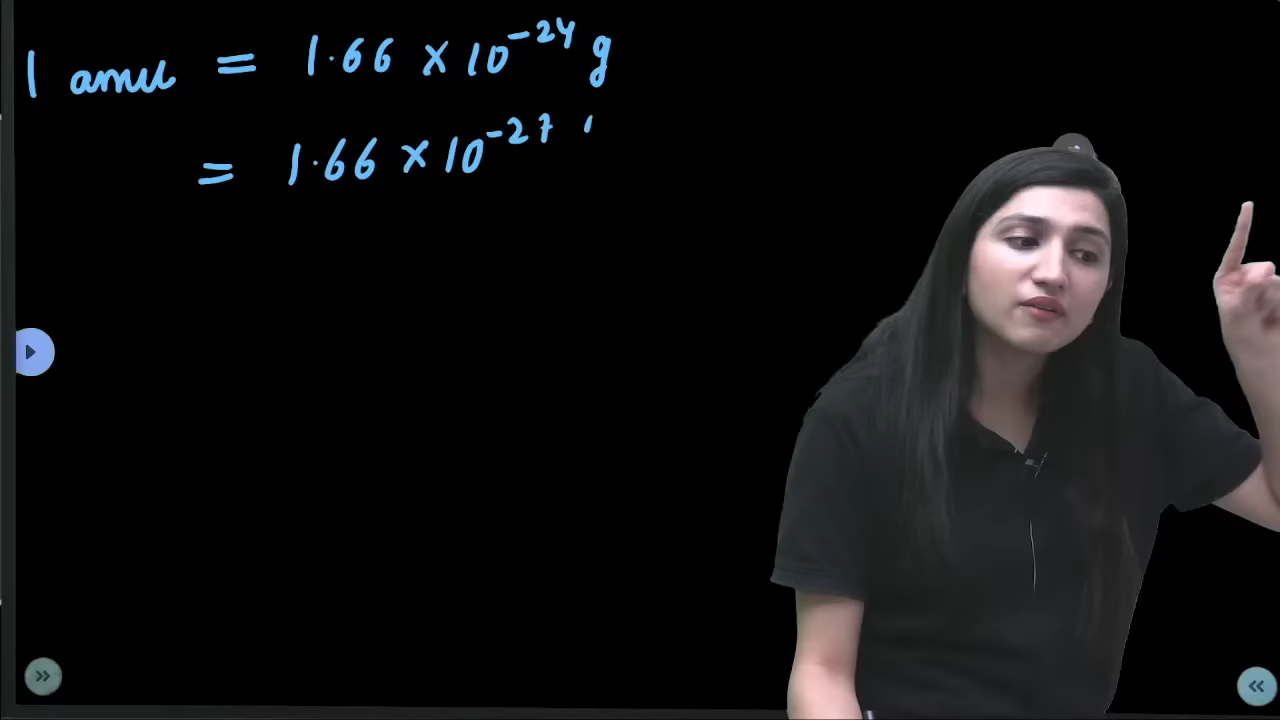 1 amu = 1.66 × 10⁻²⁴ g
= 1.66 × 10⁻²⁷